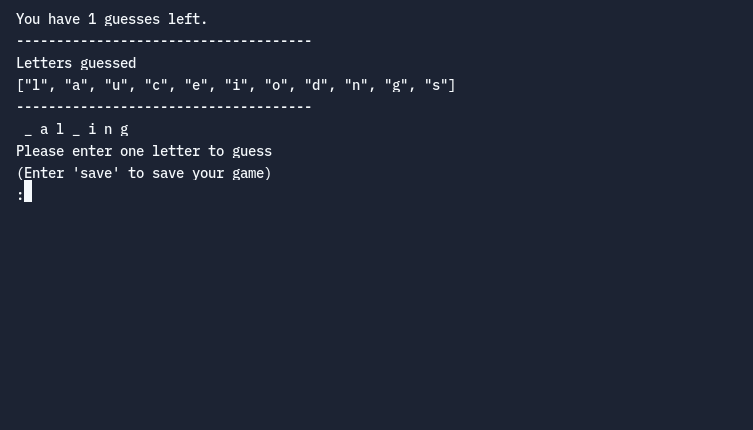 You have 1 guesses left.
-------------------------------------
Letters guessed
["l", "a", "u", "c", "e", "i", "o", "d", "n", "g", "s"]
-------------------------------------
_ a l _ i n g
Please enter one letter to guess
(Enter 'save' to save your game)
: